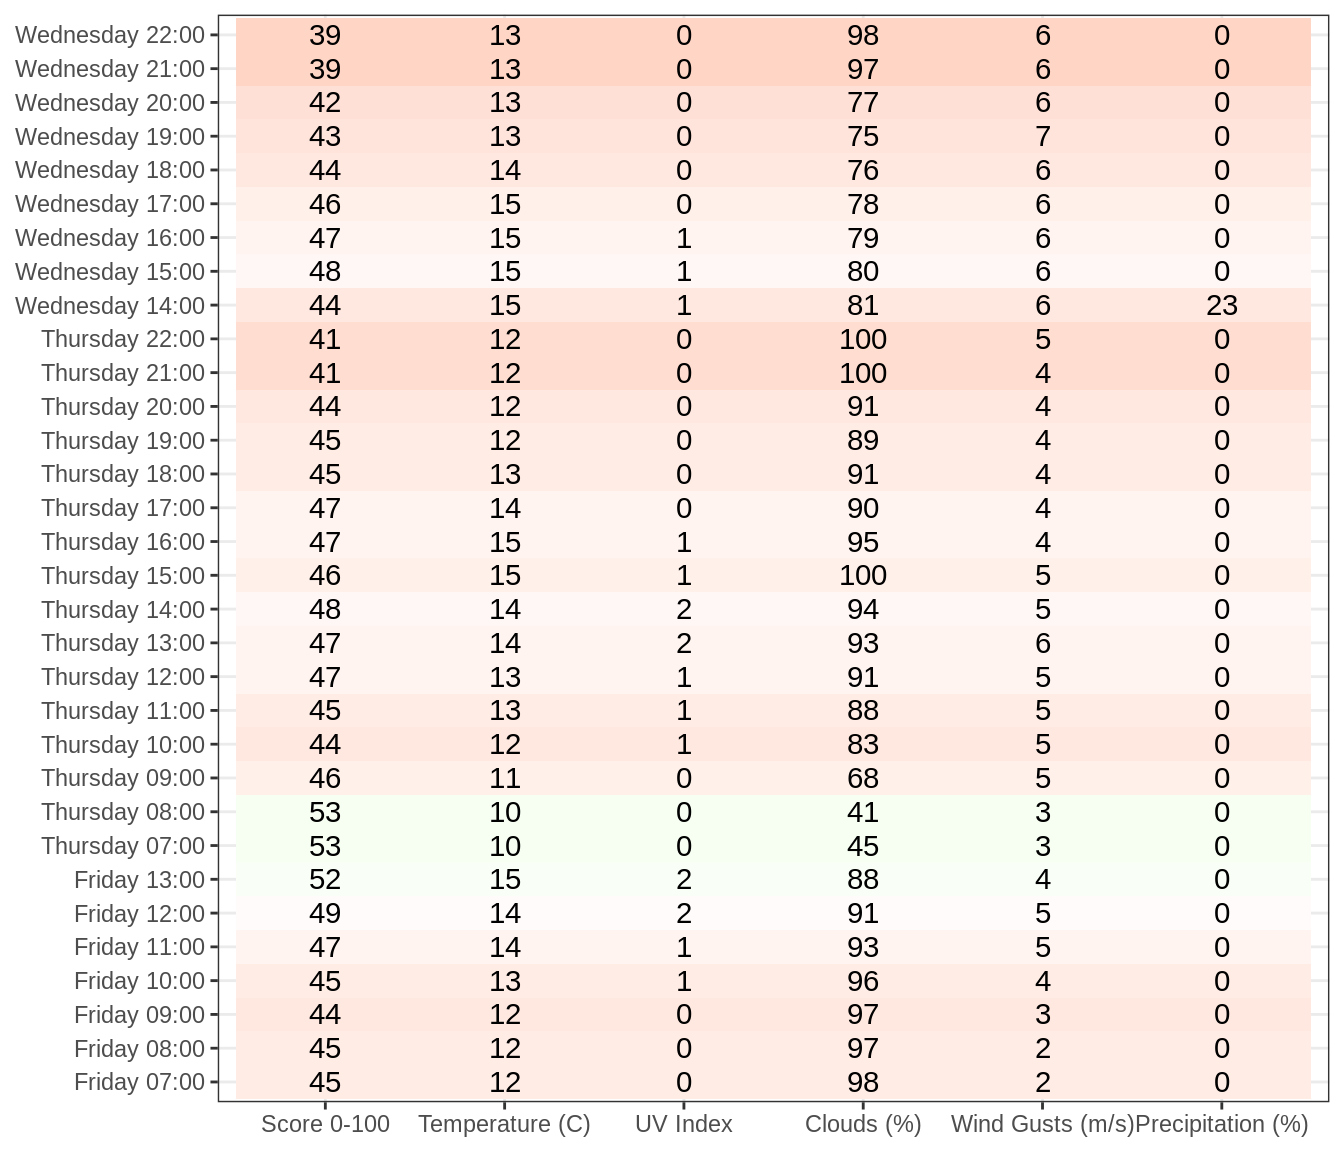 Wednesday 22:00 39 13 0 98 6 0
Wednesday 21:00 39 13 0 97 6 0
Wednesday 20:00 42 13 0 77 6 0
Wednesday 19:00 43 13 0 75 7 0
Wednesday 18:00 44 14 0 76 6 0
Wednesday 17:00 46 15 0 78 6 0
Wednesday 16:00 47 15 1 79 6 0
Wednesday 15:00 48 15 1 80 6 0
Wednesday 14:00 44 15 1 81 6 23
Thursday 22:00 41 12 0 100 5 0
Thursday 21:00 41 12 0 100 4 0
Thursday 20:00 44 12 0 91 4 0
Thursday 19:00 45 12 0 89 4 0
Thursday 18:00 45 13 0 91 4 0
Thursday 17:00 47 14 0 90 4 0
Thursday 16:00 47 15 1 95 4 0
Thursday 15:00 46 15 1 100 5 0
Thursday 14:00 48 14 2 94 5 0
Thursday 13:00 47 14 2 93 6 0
Thursday 12:00 47 13 1 91 5 0
Thursday 11:00 45 13 1 88 5 0
Thursday 10:00 44 12 1 83 5 0
Thursday 09:00 46 11 0 68 5 0
Thursday 08:00 53 10 0 41 3 0
Thursday 07:00 53 10 0 45 3 0
Friday 13:00 52 15 2 88 4 0
Friday 12:00 49 14 2 91 5 0
Friday 11:00 47 14 1 93 5 0
Friday 10:00 45 13 1 96 4 0
Friday 09:00 44 12 0 97 3 0
Friday 08:00 45 12 0 97 2 0
Friday 07:00 45 12 0 98 2 0
Score 0-100 Temperature (C) UV Index Clouds (%) Wind Gusts (m/s) Precipitation (%)